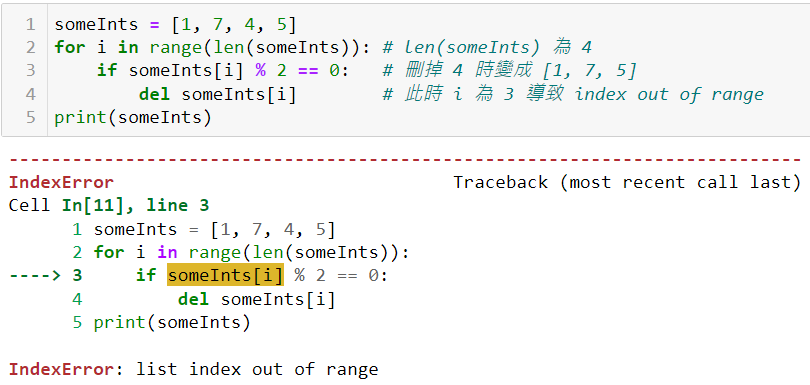 1 someInts = [1, 7, 4, 5]
2 for i in range(len(someInts)): # len(someInts) 為 4
3     if someInts[i] % 2 == 0:   # 刪掉 4 時變成 [1, 7, 5]
4         del someInts[i]        # 此時 i 為 3 導致 index out of range
5 print(someInts)
---------------------------------------------------------------------------
IndexError                                Traceback (most recent call last)
Cell In[11], line 3
      1 someInts = [1, 7, 4, 5]
      2 for i in range(len(someInts)):
----> 3     if someInts[i] % 2 == 0:
      4         del someInts[i]
      5 print(someInts)
IndexError: list index out of range